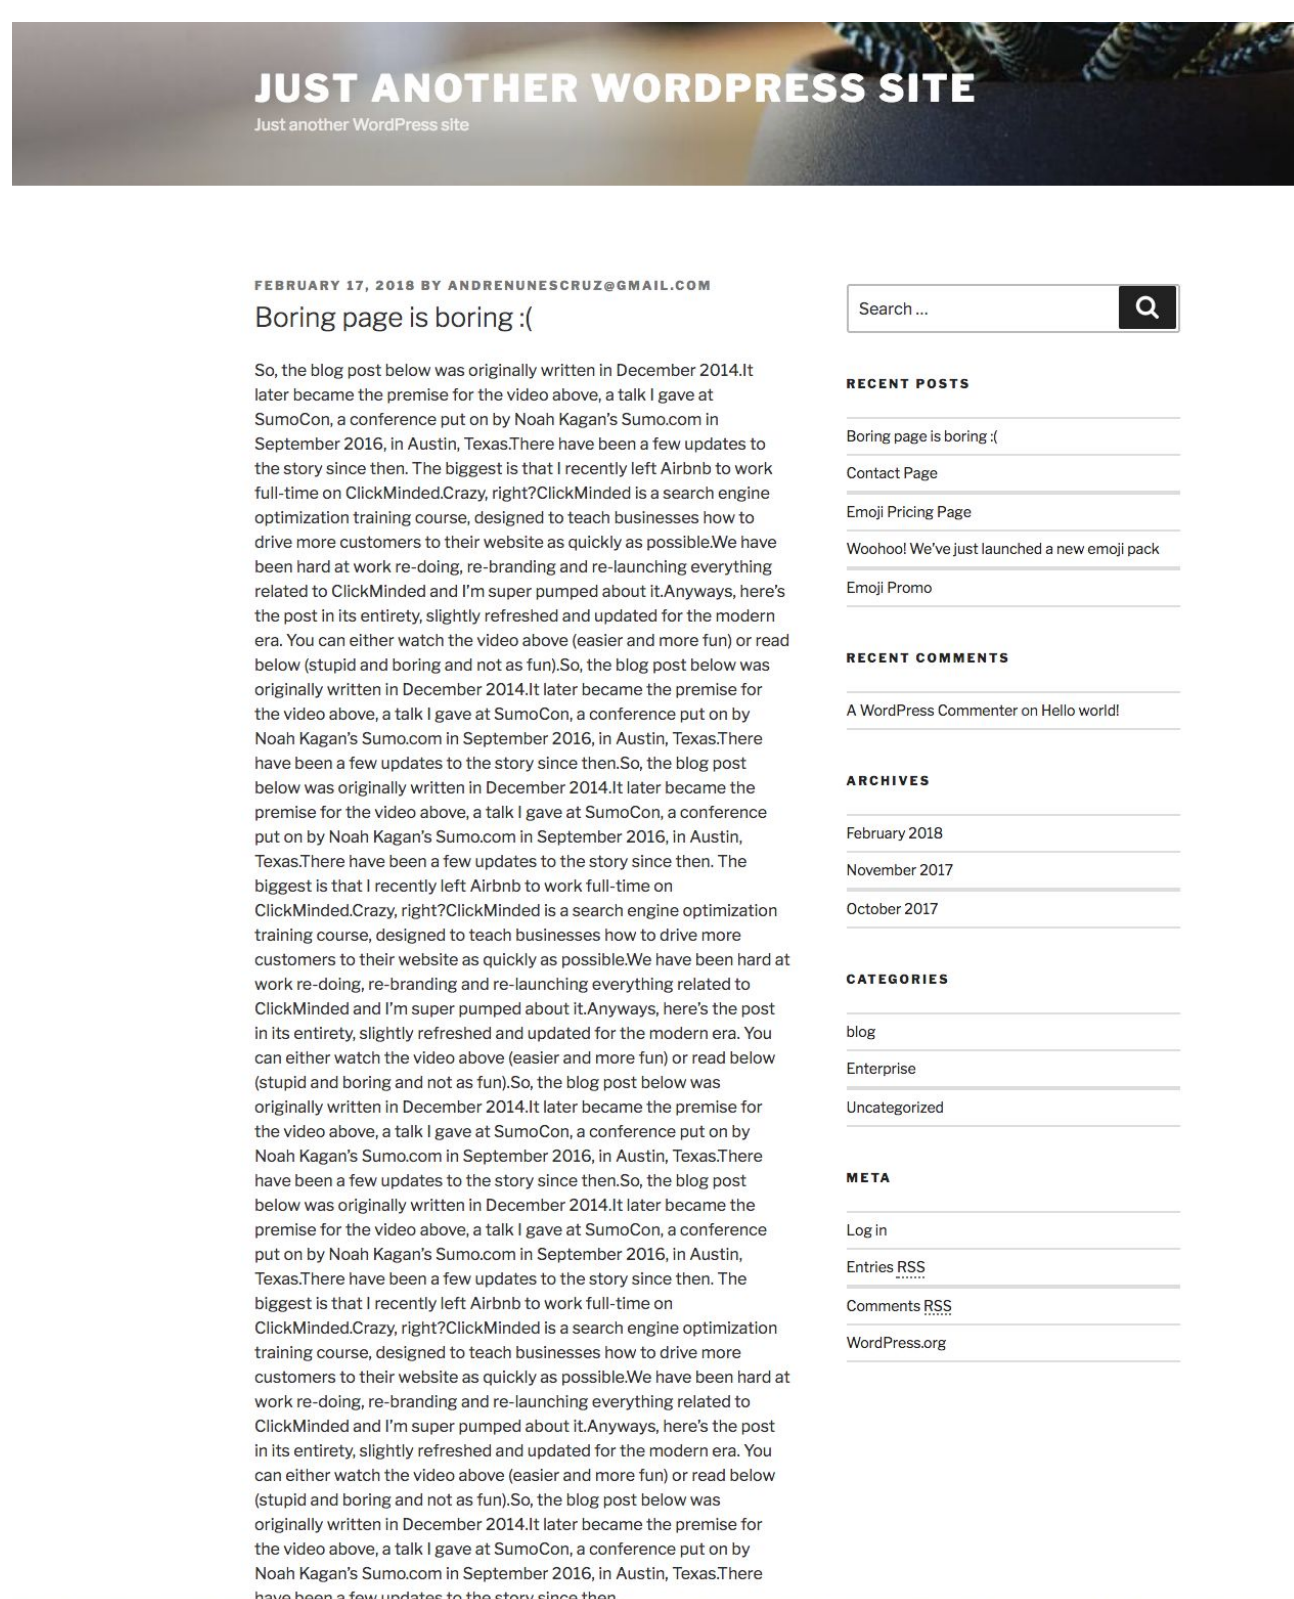 JUST ANOTHER WORDPRESS SITE
Just another WordPress site
FEBRUARY 17, 2018 BY ANDRENUNESCRUZ@GMAIL.COM
Boring page is boring :(
So, the blog post below was originally written in December 2014.It
later became the premise for the video above, a talk I gave at
SumoCon, a conference put on by Noah Kagan’s Sumo.com in
September 2016, in Austin, Texas.There have been a few updates to
the story since then. The biggest is that I recently left Airbnb to work
full-time on ClickMinded.Crazy, right?ClickMinded is a search engine
optimization training course, designed to teach businesses how to
drive more customers to their website as quickly as possible.We have
been hard at work re-doing, re-branding and re-launching everything
related to ClickMinded and I’m super pumped about it.Anyways, here’s
the post in its entirety, slightly refreshed and updated for the modern
era. You can either watch the video above (easier and more fun) or read
below (stupid and boring and not as fun).So, the blog post below was
originally written in December 2014.It later became the premise for
the video above, a talk I gave at SumoCon, a conference put on by
Noah Kagan’s Sumo.com in September 2016, in Austin, Texas.There
have been a few updates to the story since then.So, the blog post
below was originally written in December 2014.It later became the
premise for the video above, a talk I gave at SumoCon, a conference
put on by Noah Kagan’s Sumo.com in September 2016, in Austin,
Texas.There have been a few updates to the story since then. The
biggest is that I recently left Airbnb to work full-time on
ClickMinded.Crazy, right?ClickMinded is a search engine optimization
training course, designed to teach businesses how to drive more
customers to their website as quickly as possible.We have been hard at
work re-doing, re-branding and re-launching everything related to
ClickMinded and I’m super pumped about it.Anyways, here’s the post
in its entirety, slightly refreshed and updated for the modern era. You
can either watch the video above (easier and more fun) or read below
(stupid and boring and not as fun).So, the blog post below was
originally written in December 2014.It later became the premise for
the video above, a talk I gave at SumoCon, a conference put on by
Noah Kagan’s Sumo.com in September 2016, in Austin, Texas.There
have been a few updates to the story since then.So, the blog post
below was originally written in December 2014.It later became the
premise for the video above, a talk I gave at SumoCon, a conference
put on by Noah Kagan’s Sumo.com in September 2016, in Austin,
Texas.There have been a few updates to the story since then. The
biggest is that I recently left Airbnb to work full-time on
ClickMinded.Crazy, right?ClickMinded is a search engine optimization
training course, designed to teach businesses how to drive more
customers to their website as quickly as possible.We have been hard at
work re-doing, re-branding and re-launching everything related to
ClickMinded and I’m super pumped about it.Anyways, here’s the post
in its entirety, slightly refreshed and updated for the modern era. You
can either watch the video above (easier and more fun) or read below
(stupid and boring and not as fun).So, the blog post below was
originally written in December 2014.It later became the premise for
the video above, a talk I gave at SumoCon, a conference put on by
Noah Kagan’s Sumo.com in September 2016, in Austin, Texas.There
have been a few updates to the story since then.
Search …
RECENT POSTS
Boring page is boring :(
Contact Page
Emoji Pricing Page
Woohoo! We’ve just launched a new emoji pack
Emoji Promo
RECENT COMMENTS
A WordPress Commenter on Hello world!
ARCHIVES
February 2018
November 2017
October 2017
CATEGORIES
blog
Enterprise
Uncategorized
META
Log in
Entries RSS
Comments RSS
WordPress.org